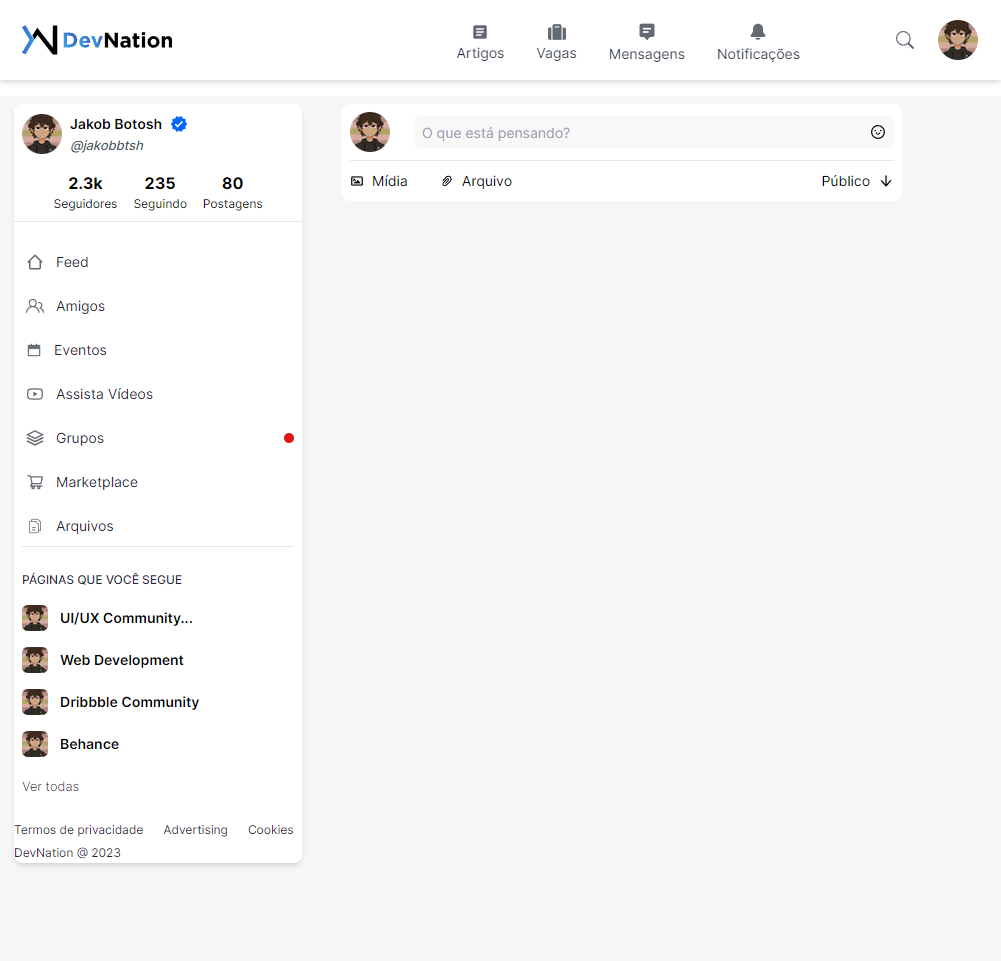 DevNation
Artigos
Vagas
Mensagens
Notificações
Jakob Botosh
@jakobbtsh
2.3k 235 80
Seguidores Seguindo Postagens
Feed
Amigos
Eventos
Assista Vídeos
Grupos
Marketplace
Arquivos
PÁGINAS QUE VOCÊ SEGUE
UI/UX Community...
Web Development
Dribbble Community
Behance
Ver todas
Termos de privacidade Advertising Cookies
DevNation @ 2023
O que está pensando?
Mídia Arquivo Público